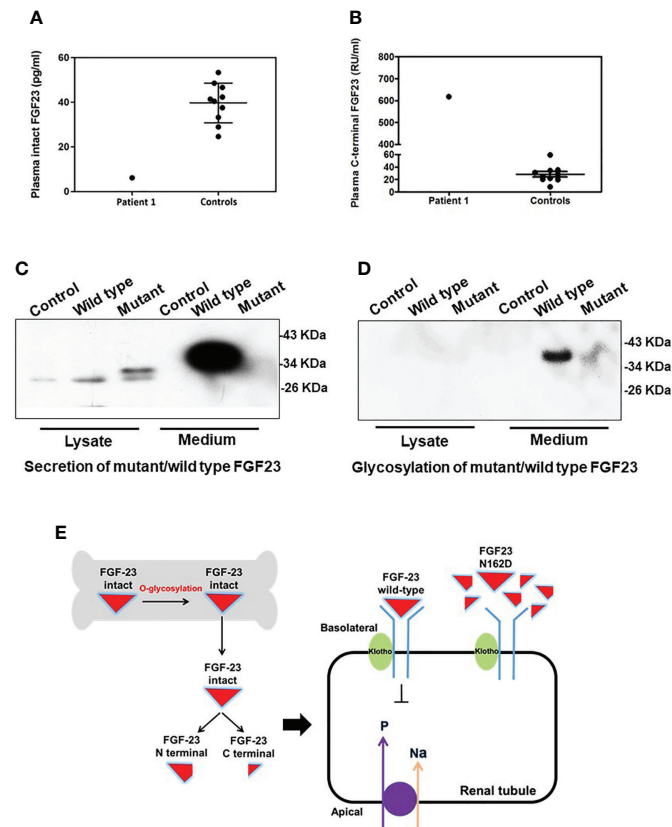 A
Plasma intact FGF23 (pg/ml)
60
40
20
0
Patient 1
Controls
B
Plasma C-terminal FGF23 (RU/ml)
800
700
600
500
400
60
40
20
0
Patient 1
Controls
C
Control
Wild type
Mutant
Control
Wild type
Mutant
-43 KDa
-34 KDa
-26 KDa
Lysate
Medium
Secretion of mutant/wild type FGF23
D
Control
Wild type
Mutant
Control
Wild type
Mutant
-43 KDa
-34 KDa
-26 KDa
Lysate
Medium
Glycosylation of mutant/wild type FGF23
E
FGF-23
intact
O-glycosylation
FGF-23
intact
FGF-23
intact
FGF-23
N terminal
FGF-23
C terminal
FGF-23
wild-type
FGF23
N162D
Basolateral
Klotho
Klotho
P
Na
Renal tubule
Apical